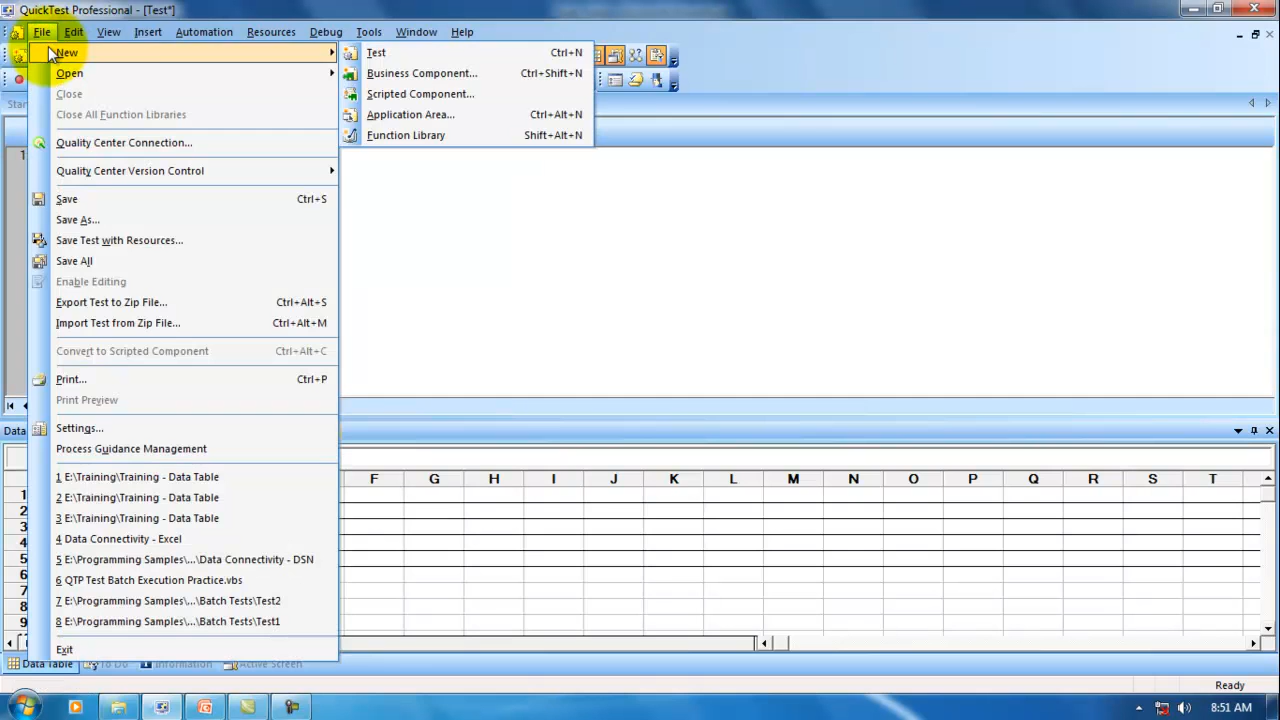 QuickTest Professional - [Test*]
File Edit View Insert Automation Resources Debug Tools Window Help
New
Open
Close
Close All Function Libraries
Quality Center Connection...
Quality Center Version Control
Save Ctrl+S
Save As...
Save Test with Resources...
Save All
Enable Editing
Export Test to Zip File... Ctrl+Alt+S
Import Test from Zip File... Ctrl+Alt+M
Convert to Scripted Component Ctrl+Alt+C
Print... Ctrl+P
Print Preview
Settings...
Process Guidance Management
1 E:\Training\Training - Data Table
2 E:\Training\Training - Data Table
3 E:\Training\Training - Data Table
4 Data Connectivity - Excel
5 E:\Programming Samples\...\Data Connectivity - DSN
6 QTP Test Batch Execution Practice.vbs
7 E:\Programming Samples\...\Batch Tests\Test2
8 E:\Programming Samples\...\Batch Tests\Test1
Exit
Test Ctrl+N
Business Component... Ctrl+Shift+N
Scripted Component...
Application Area... Ctrl+Alt+N
Function Library Shift+Alt+N
1
F G H I J K L M N O P Q R S T
1
2
3
4
5
6
7
8
9
Data Table To Do Information Active Screen
Ready
8:51 AM